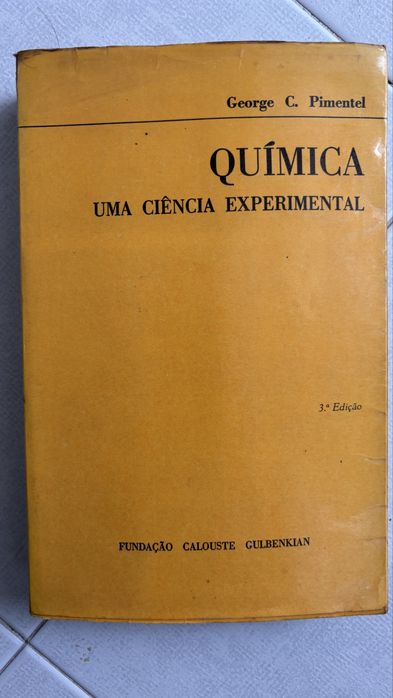 George C. Pimentel
QUÍMICA
UMA CIÊNCIA EXPERIMENTAL
3.ª Edição
FUNDAÇÃO CALOUSTE GULBENKIAN